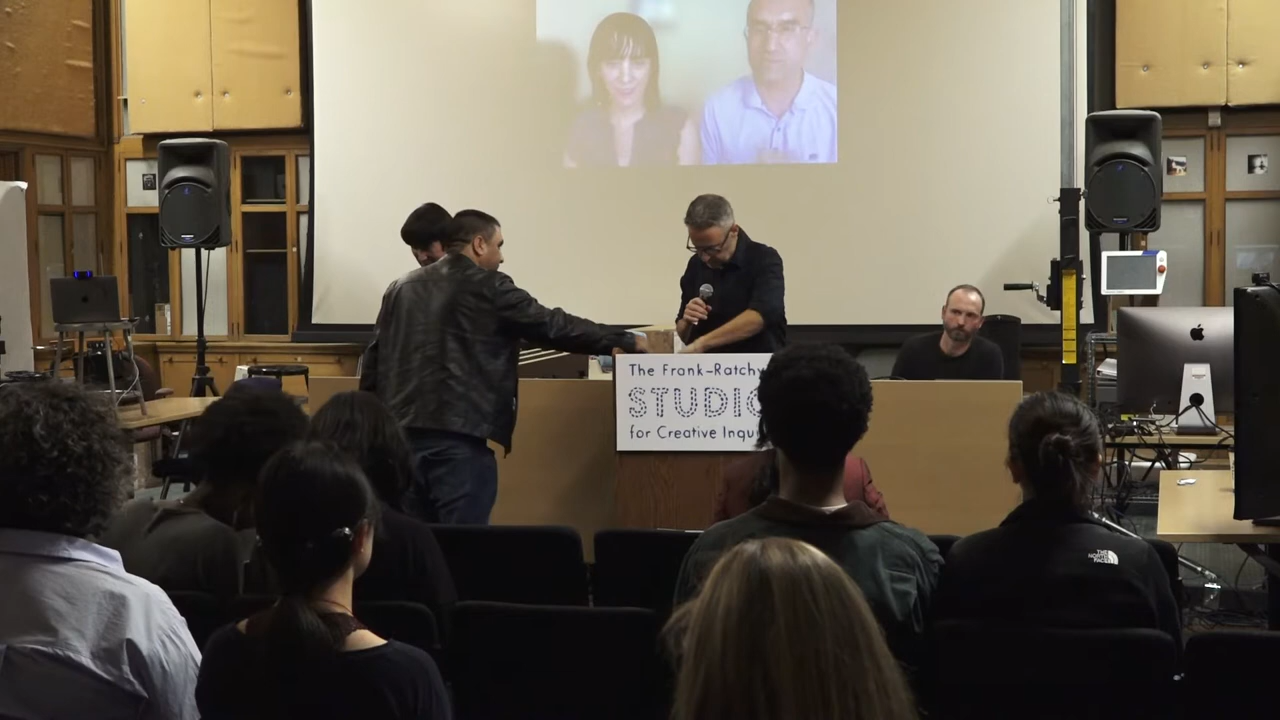 The Frank-Ratchy
STUDIO
for Creative Inqu
THE
NORTH
FACE